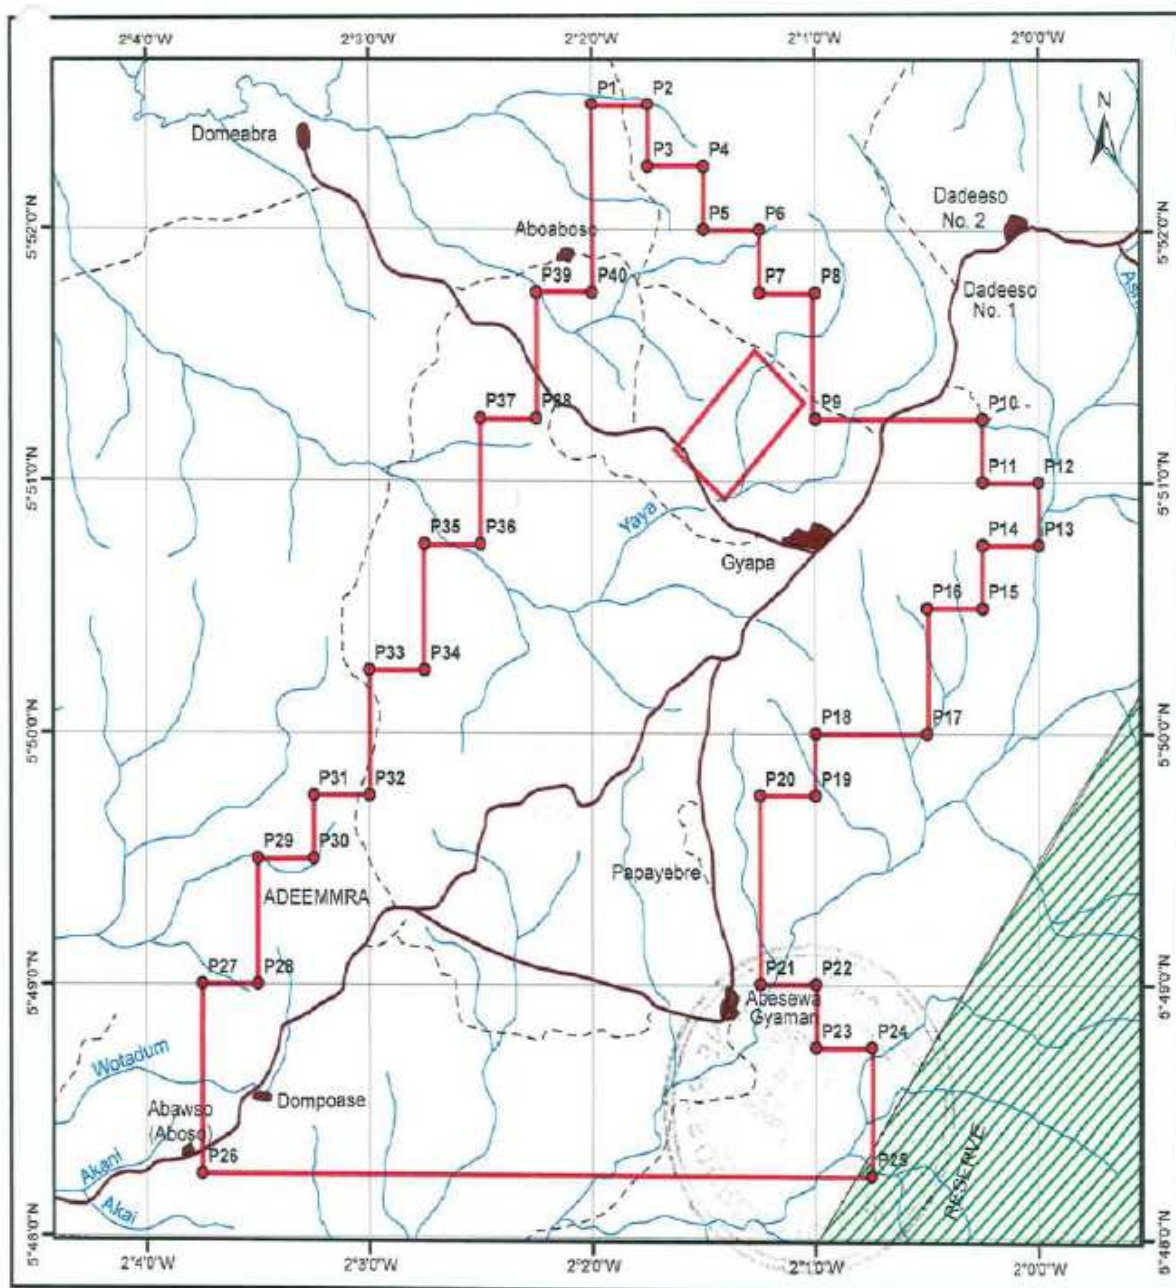 2°4'0"W 2°3'0"W 2°2'0"W 2°1'0"W 2°0'0"W
P1 P2
N
Domeabra
P3 P4
Dadeeso
No. 2
5°52'0"N P5 P6 5°52'0"N
Aboaboso
P39 P40 P7 P8
Dadeeso
No. 1
P37 P38 P9 P10
5°51'0"N P11 P12 5°51'0"N
Yaya
P35 P36 P14 P13
Gyapa
P16 P15
P33 P34
5°50'0"N P18 P17 5°50'0"N
P31 P32 P20 P19
P29 P30
Papayebre
ADEEMMRA
5°49'0"N P27 P28 P21 P22 5°49'0"N
Abesewa
Gyaman
P23 P24
Wotadum
Dompoase
Abawso
(Aboso)
P26 P25
Akani
RESERVE
Akai
5°48'0"N 5°48'0"N
2°4'0"W 2°3'0"W 2°2'0"W 2°1'0"W 2°0'0"W